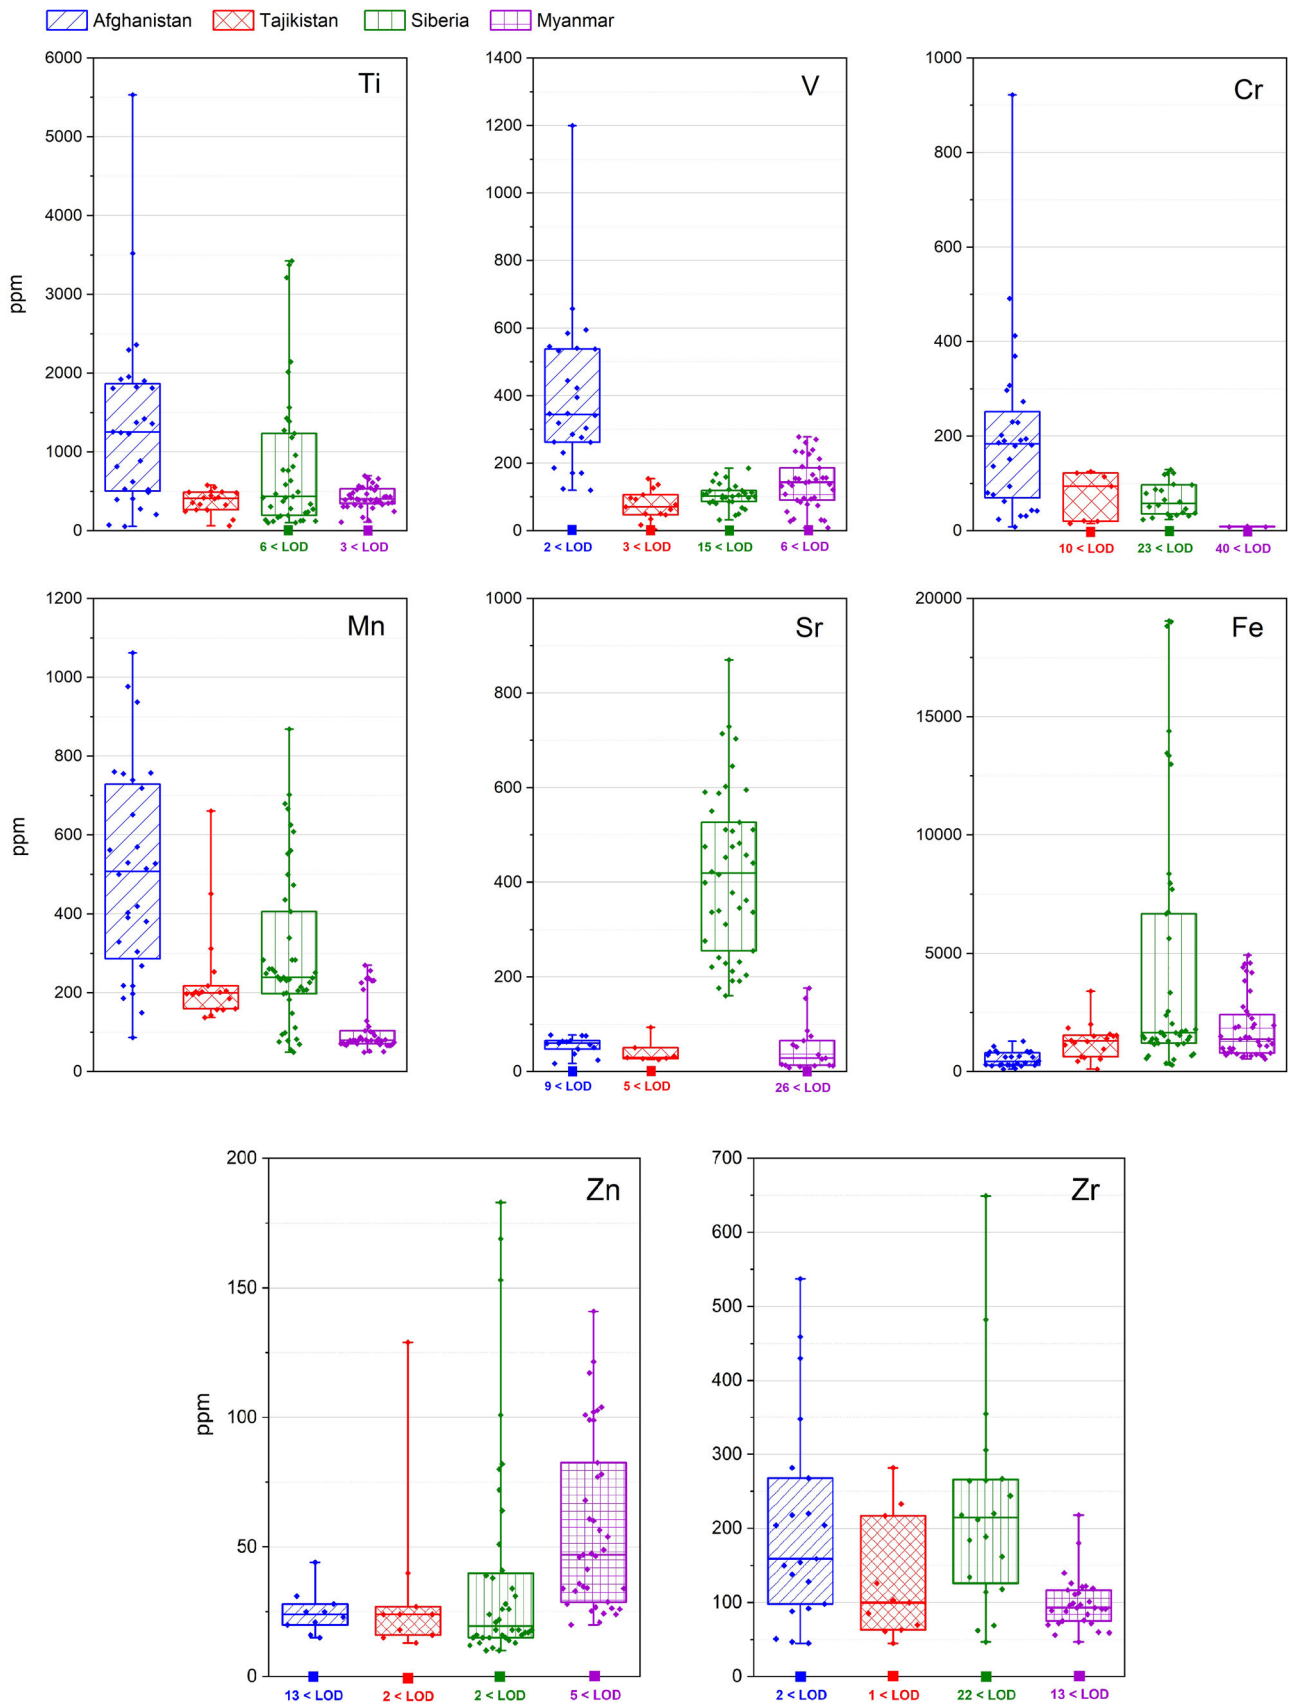 Afghanistan Tajikistan Siberia Myanmar
6000 5000 4000 3000 2000 1000 0
ppm
Ti
6 < LOD 3 < LOD
1400 1200 1000 800 600 400 200 0
V
2 < LOD 3 < LOD 15 < LOD 6 < LOD
1000 800 600 400 200 0
Cr
10 < LOD 23 < LOD 40 < LOD
1200 1000 800 600 400 200 0
ppm
Mn
1000 800 600 400 200 0
Sr
9 < LOD 5 < LOD 26 < LOD
20000 15000 10000 5000 0
Fe
200 150 100 50 0
ppm
Zn
13 < LOD 2 < LOD 2 < LOD 5 < LOD
700 600 500 400 300 200 100 0
Zr
2 < LOD 1 < LOD 22 < LOD 13 < LOD